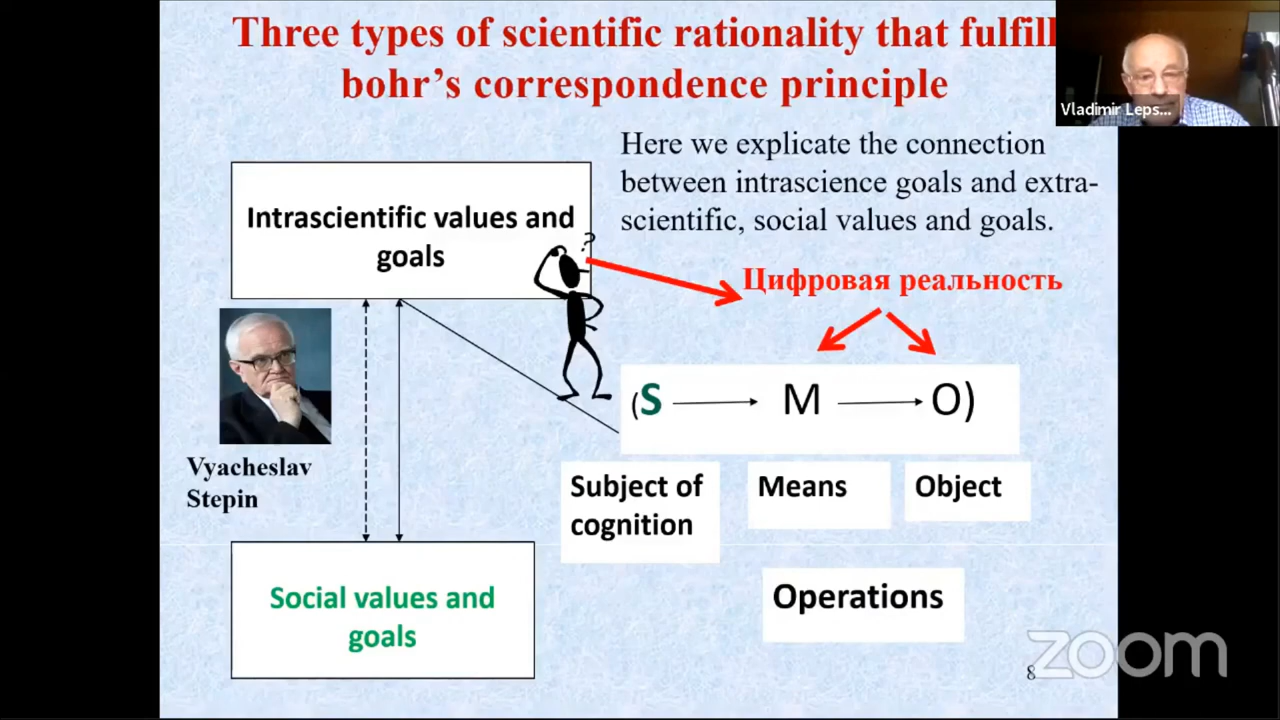 Three types of scientific rationality that fulfill
bohr's correspondence principle
Vladimir Leps...
Here we explicate the connection
between intrascience goals and extra-
scientific, social values and goals.
Intrascientific values and
goals
?
Цифровая реальность
(S M O)
Vyacheslav
Stepin
Subject of
cognition
Means
Object
Social values and
goals
Operations
zoom
8